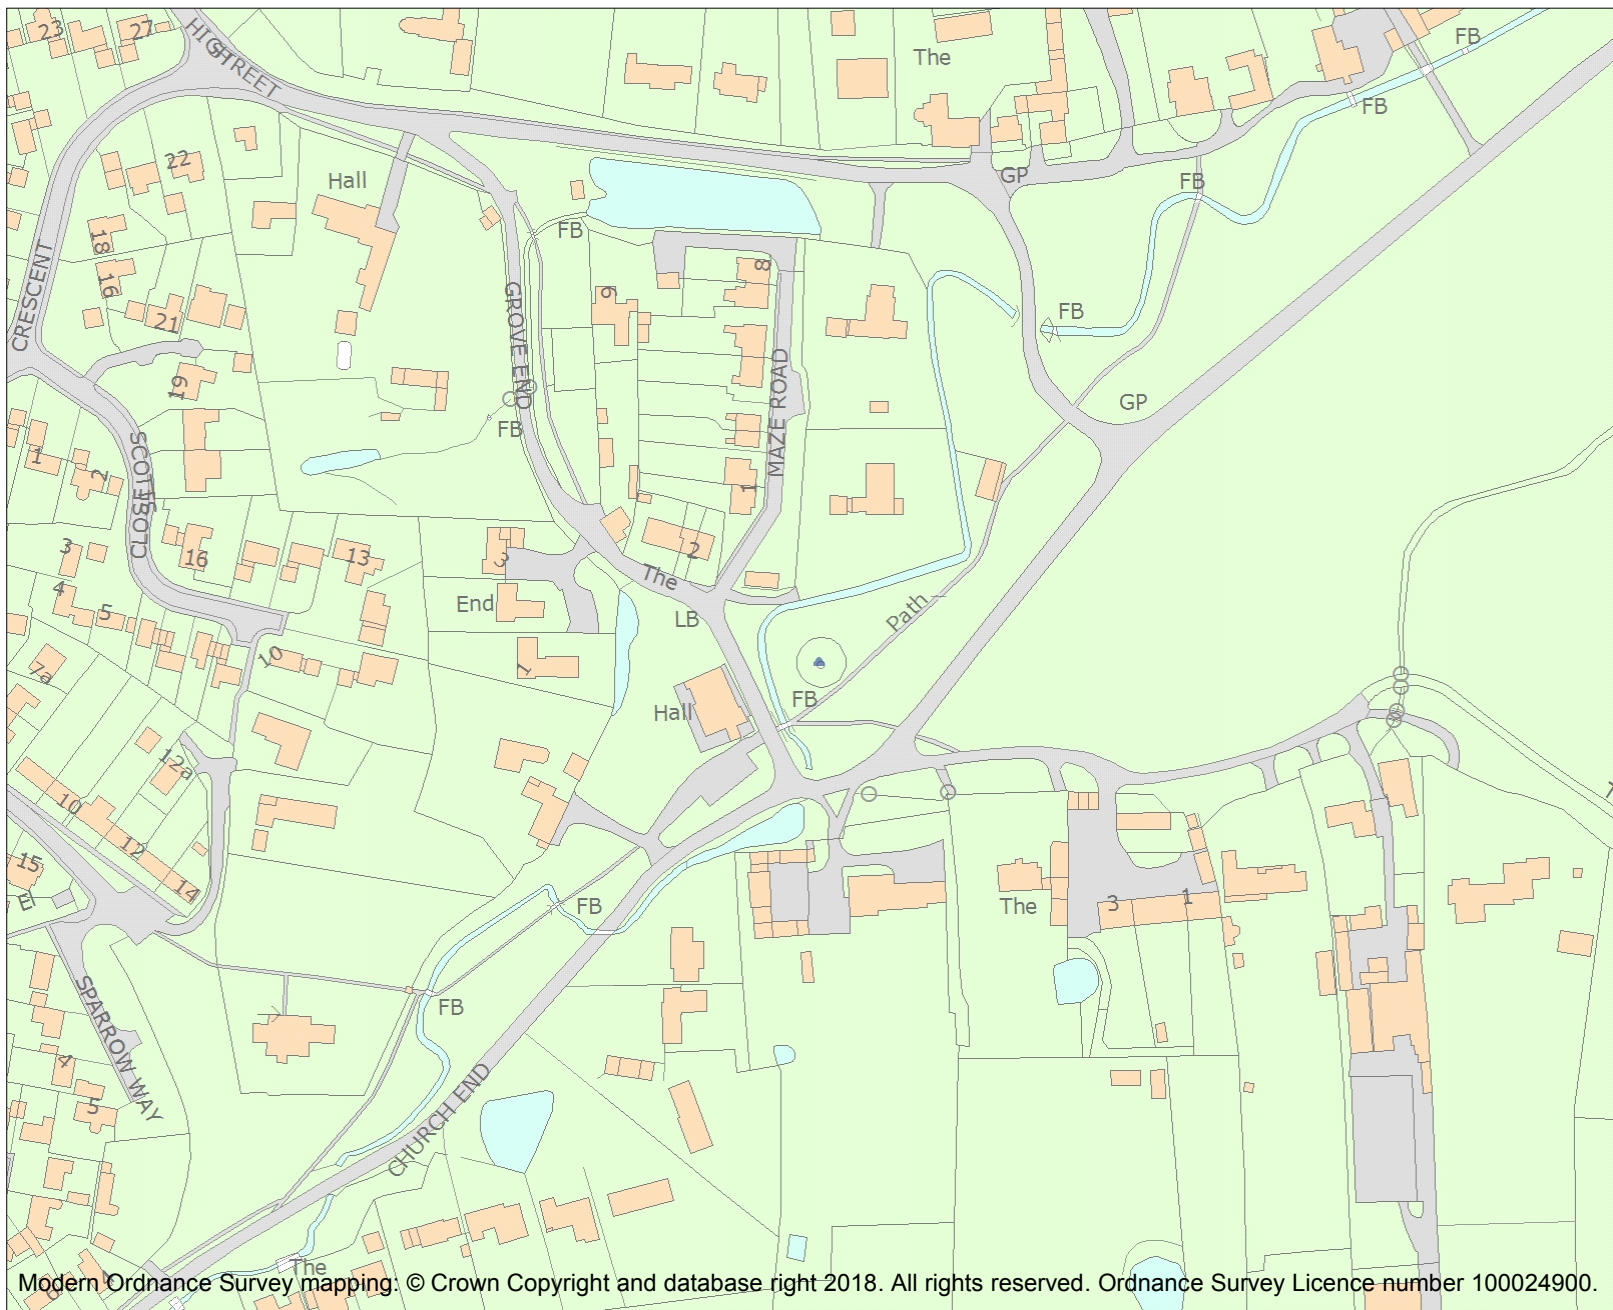 23
27
HIGH STREET
The
FB
FB
22
Hall
GP
FB
18
16
FB
8
9
CRESCENT
21
GROVE END
FB
19
MAZE ROAD
GP
FB
1
2
SCOTTS CLOSE
1
3
16
13
3
2
4
5
End
The
LB
Path
10
7a
1
Hall
FB
12a
10
12
15
14
The
3
1
FB
FB
SPARROW WAY
4
5
CHURCH END
The
6
Modern Ordnance Survey mapping: © Crown Copyright and database right 2018. All rights reserved. Ordnance Survey Licence number 100024900.